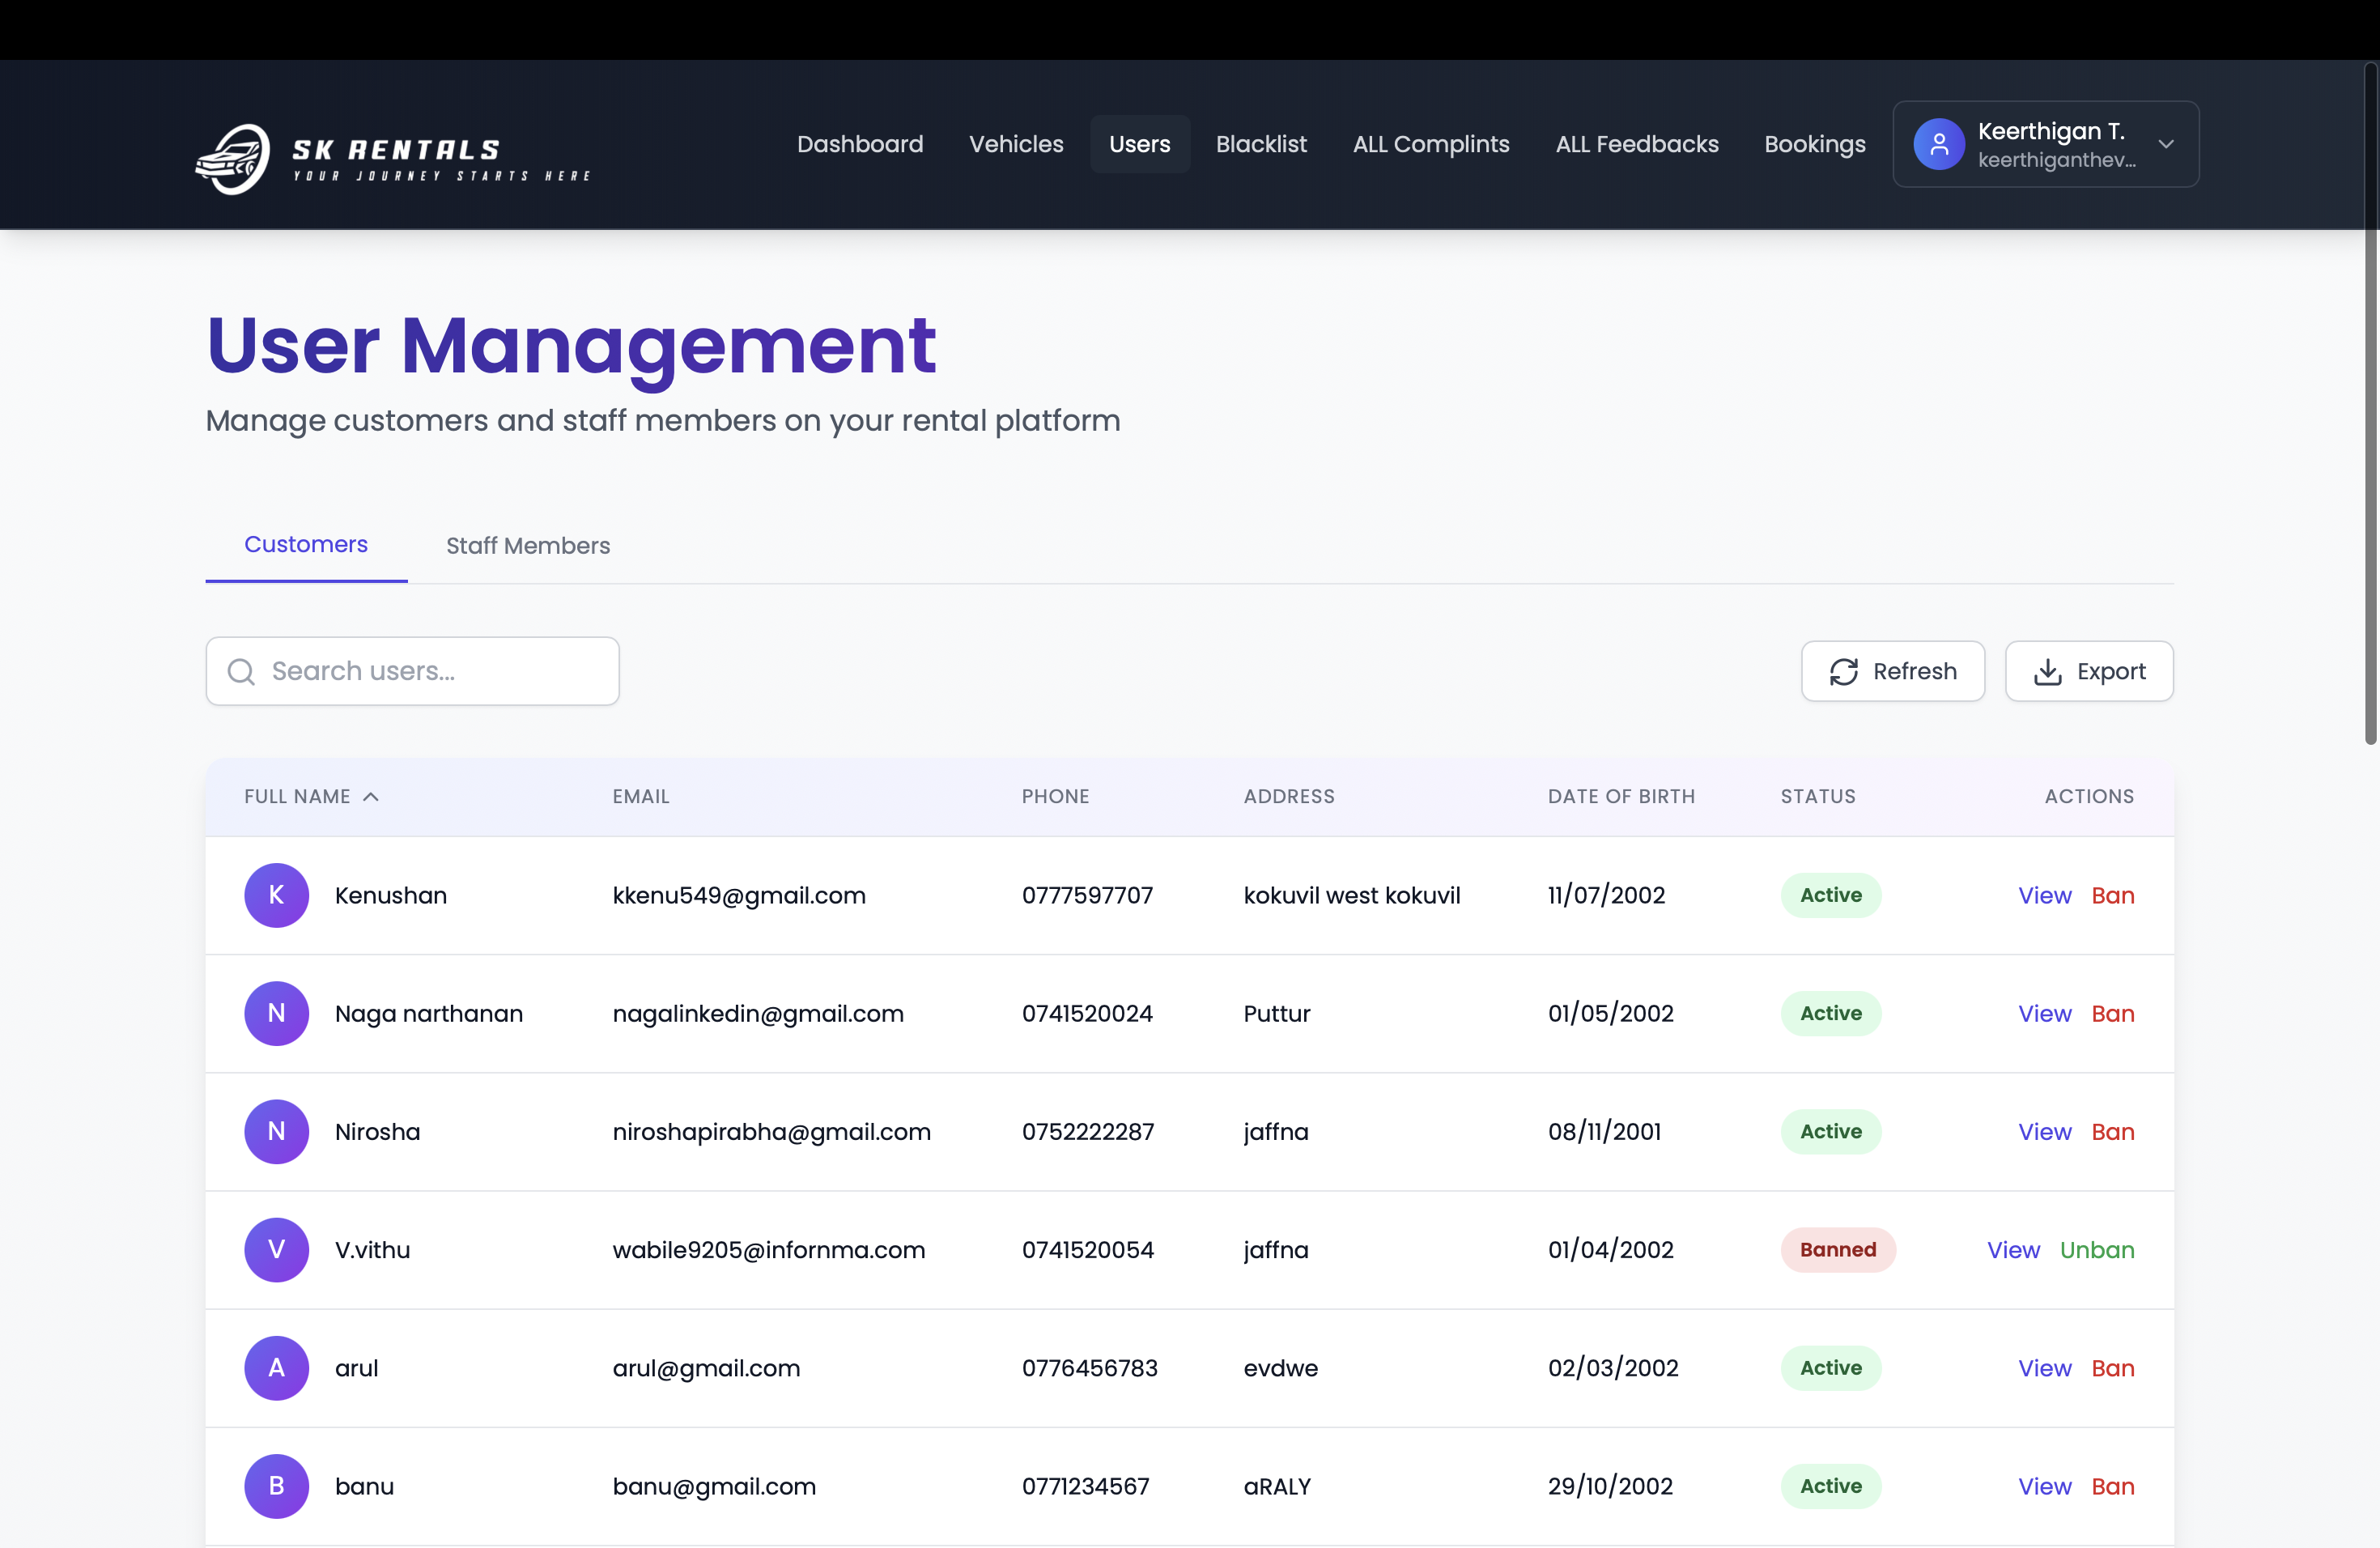 SK RENTALS
YOUR JOURNEY STARTS HERE
Dashboard Vehicles Users Blacklist ALL Complints ALL Feedbacks Bookings
Keerthigan T.
keerthiganthev...
User Management
Manage customers and staff members on your rental platform
Customers Staff Members
Search users...
Refresh Export
FULL NAME EMAIL PHONE ADDRESS DATE OF BIRTH STATUS ACTIONS
K Kenushan kkenu549@gmail.com 0777597707 kokuvil west kokuvil 11/07/2002 Active View Ban
N Naga narthanan nagalinkedin@gmail.com 0741520024 Puttur 01/05/2002 Active View Ban
N Nirosha niroshapirabha@gmail.com 0752222287 jaffna 08/11/2001 Active View Ban
V V.vithu wabile9205@infornma.com 0741520054 jaffna 01/04/2002 Banned View Unban
A arul arul@gmail.com 0776456783 evdwe 02/03/2002 Active View Ban
B banu banu@gmail.com 0771234567 aRALY 29/10/2002 Active View Ban